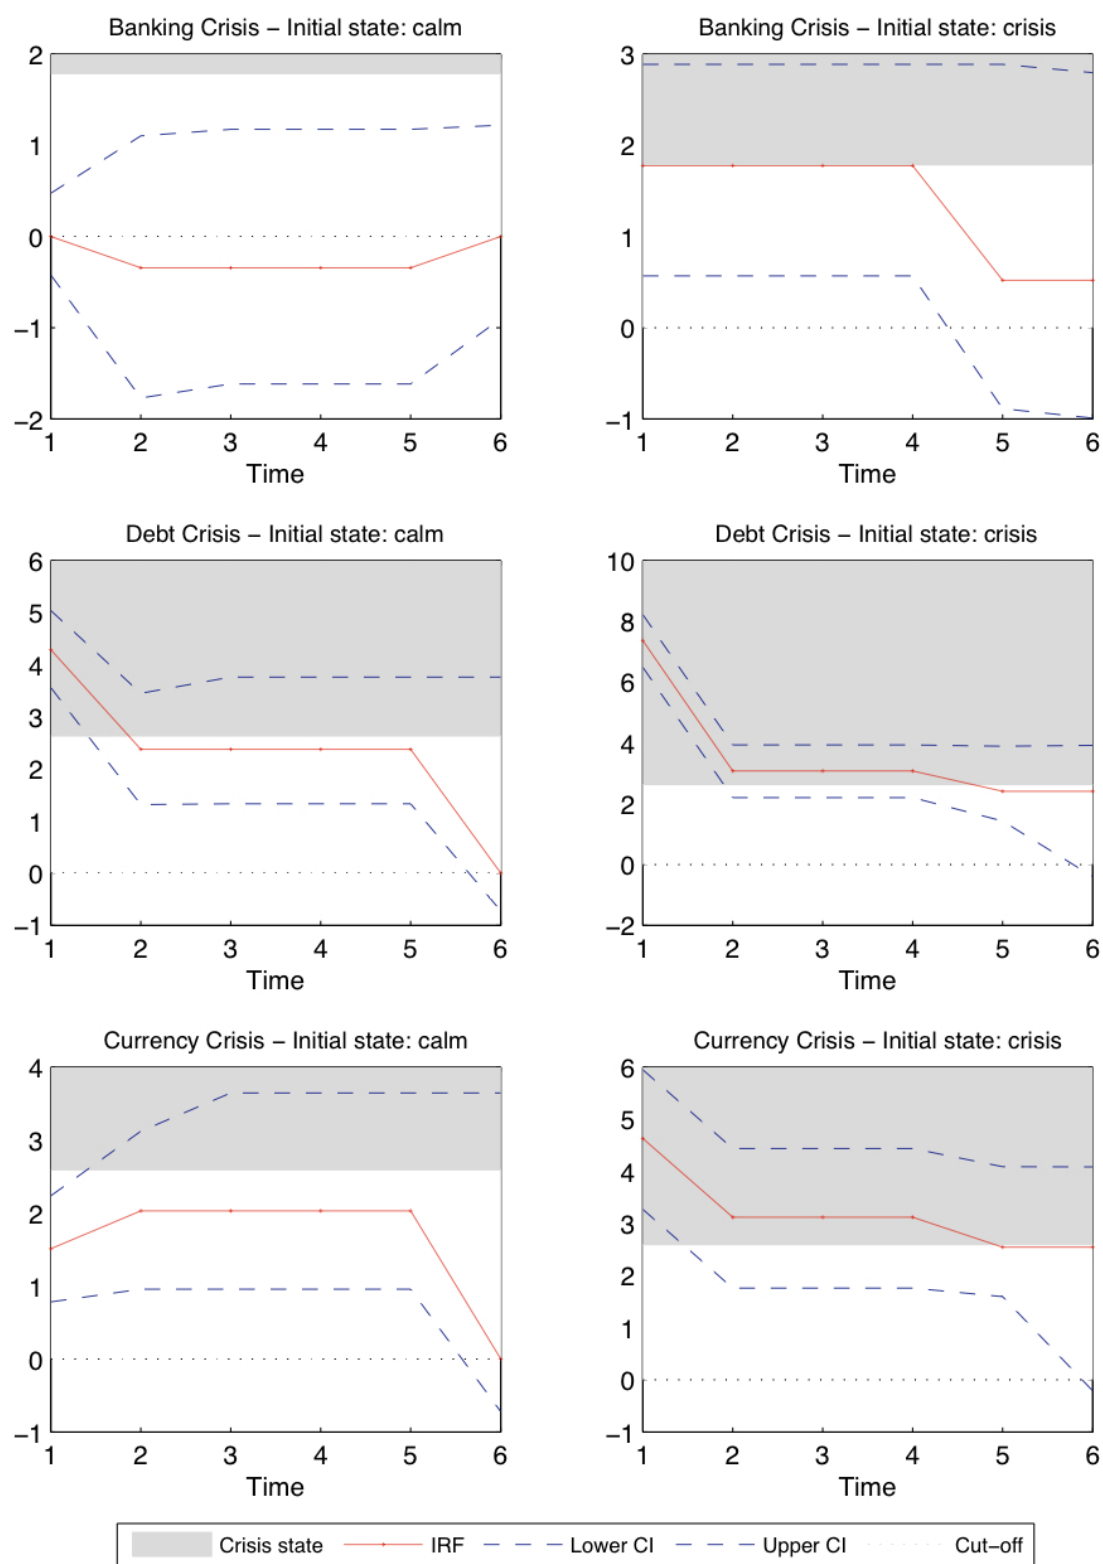 Banking Crisis − Initial state: calm
2
1
0
−1
−2
1 2 3 4 5 6
Time
Banking Crisis − Initial state: crisis
3
2
1
0
−1
1 2 3 4 5 6
Time
Debt Crisis − Initial state: calm
6
5
4
3
2
1
0
−1
1 2 3 4 5 6
Time
Debt Crisis − Initial state: crisis
10
8
6
4
2
0
−2
1 2 3 4 5 6
Time
Currency Crisis − Initial state: calm
4
3
2
1
0
−1
1 2 3 4 5 6
Time
Currency Crisis − Initial state: crisis
6
5
4
3
2
1
0
−1
1 2 3 4 5 6
Time
Crisis state IRF Lower CI Upper CI Cut−off